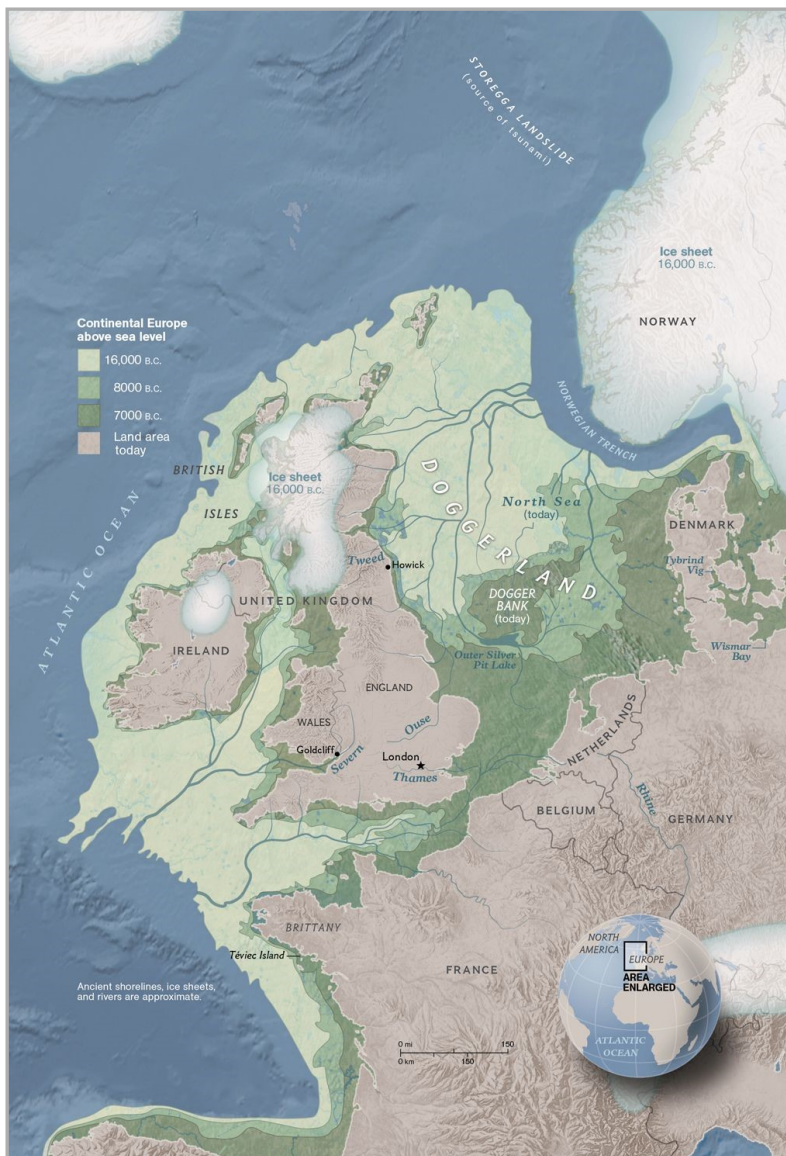 STOREGGA LANDSLIDE
(source of tsunami)
Ice sheet
16,000 B.C.
NORWAY
Continental Europe
above sea level
16,000 B.C.
8000 B.C.
7000 B.C.
Land area
today
NORWEGIAN TRENCH
BRITISH
ISLES
Ice sheet
16,000 B.C.
ATLANTIC OCEAN
DOGGERLAND
North Sea
(today)
DENMARK
Tweed
Howick
Tybrind
Vig
DOGGER
BANK
(today)
UNITED KINGDOM
IRELAND
Outer Silver
Pit Lake
Wismar
Bay
ENGLAND
WALES
Ouse
NETHERLANDS
Goldcliff
Severn
London
Thames
Rhine
BELGIUM
GERMANY
BRITTANY
Téviec Island
FRANCE
NORTH
AMERICA
EUROPE
AREA
ENLARGED
ATLANTIC
OCEAN
Ancient shorelines, ice sheets,
and rivers are approximate.
0 mi 150
0 km 150